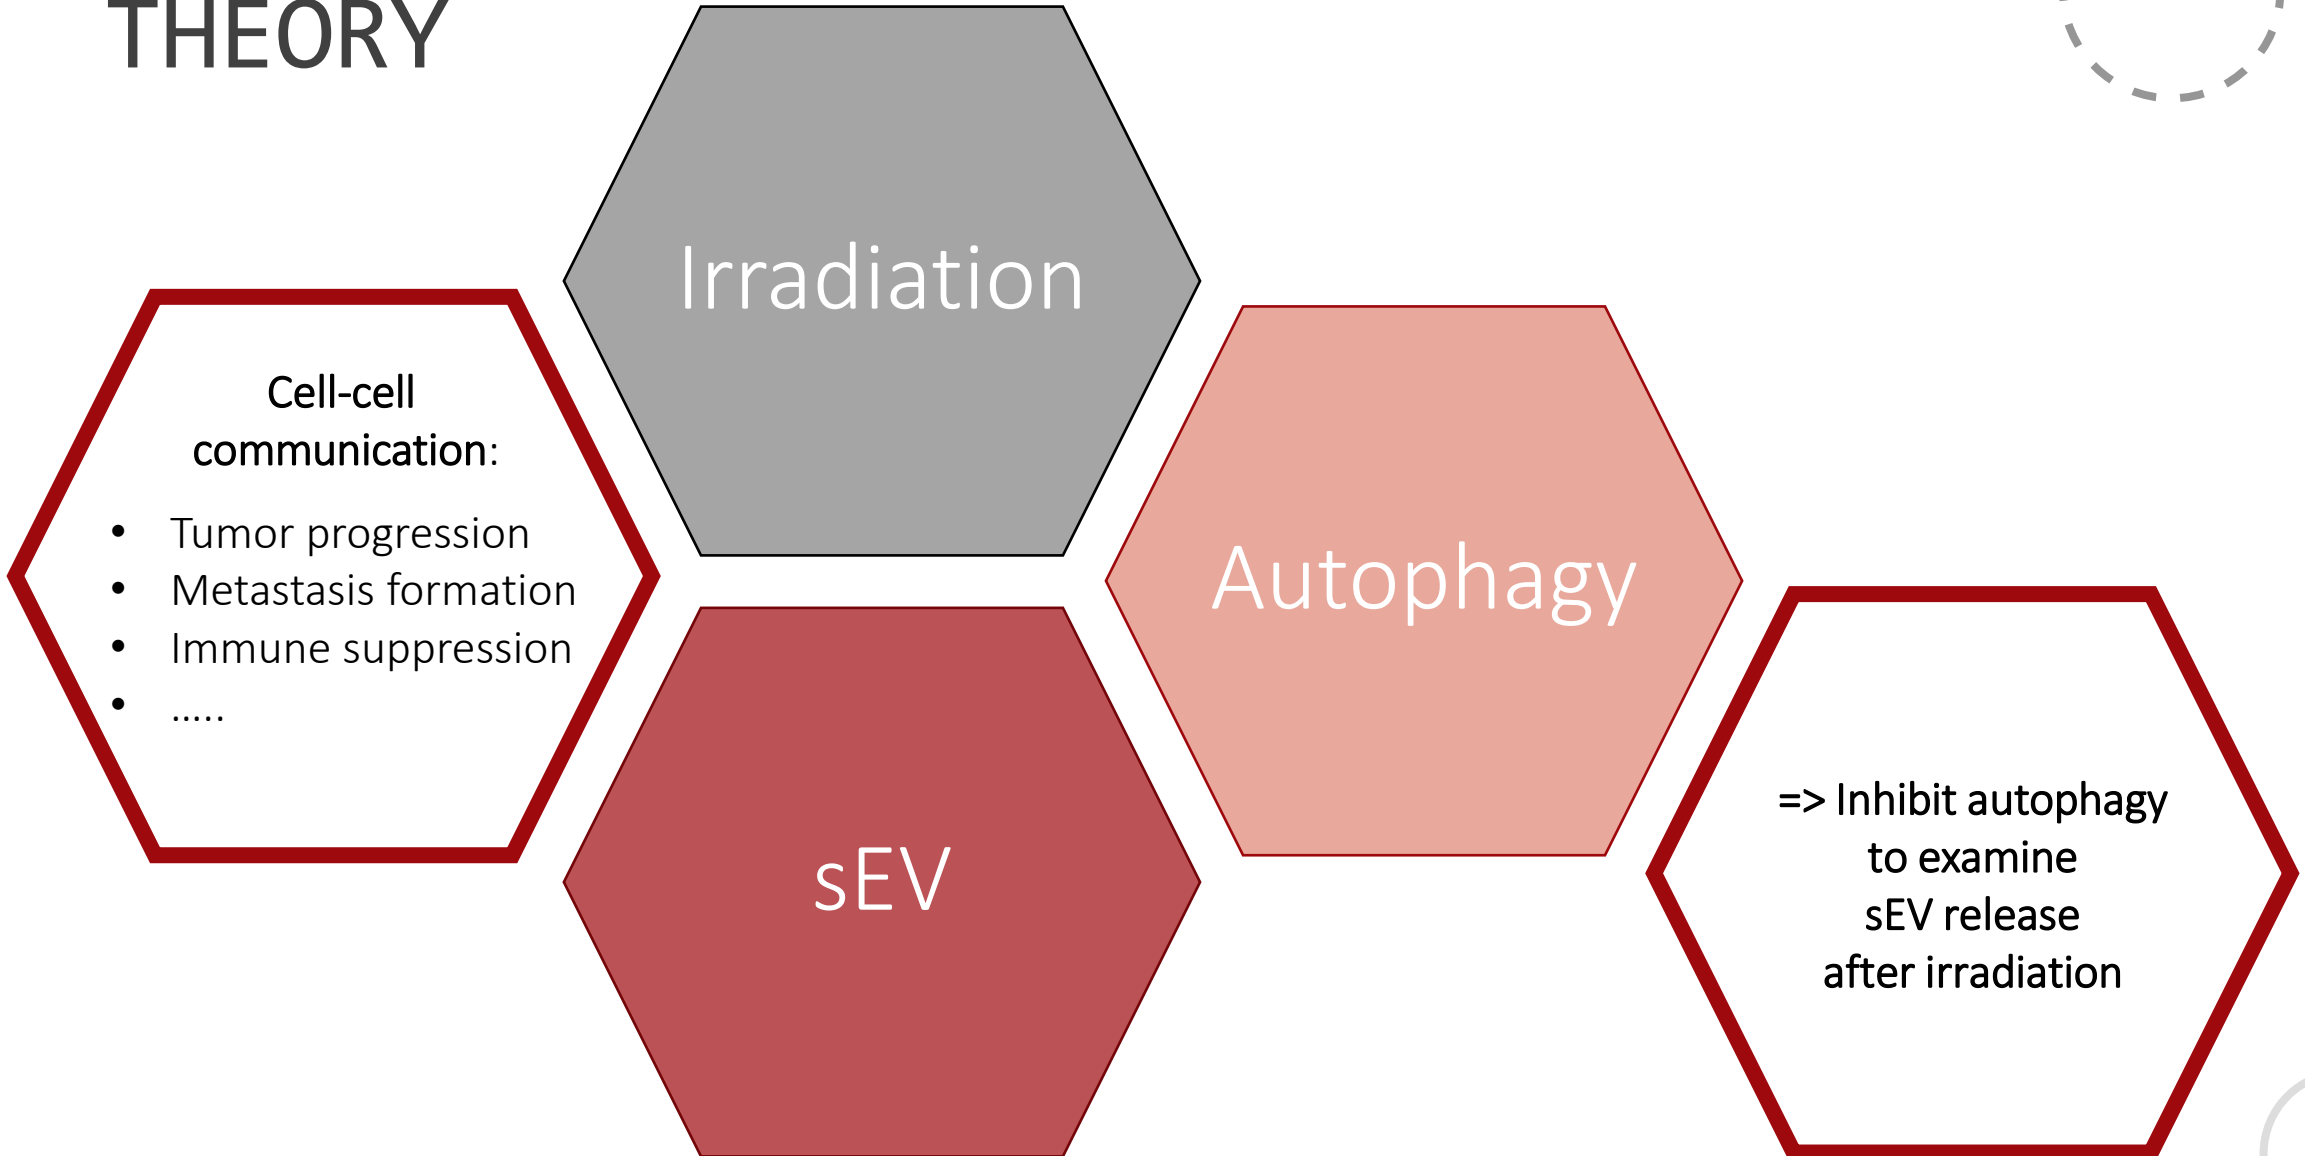 THEORY
Irradiation
Cell-cell
communication:
• Tumor progression
• Metastasis formation
• Immune suppression
• .....
Autophagy
sEV
=> Inhibit autophagy
to examine
sEV release
after irradiation